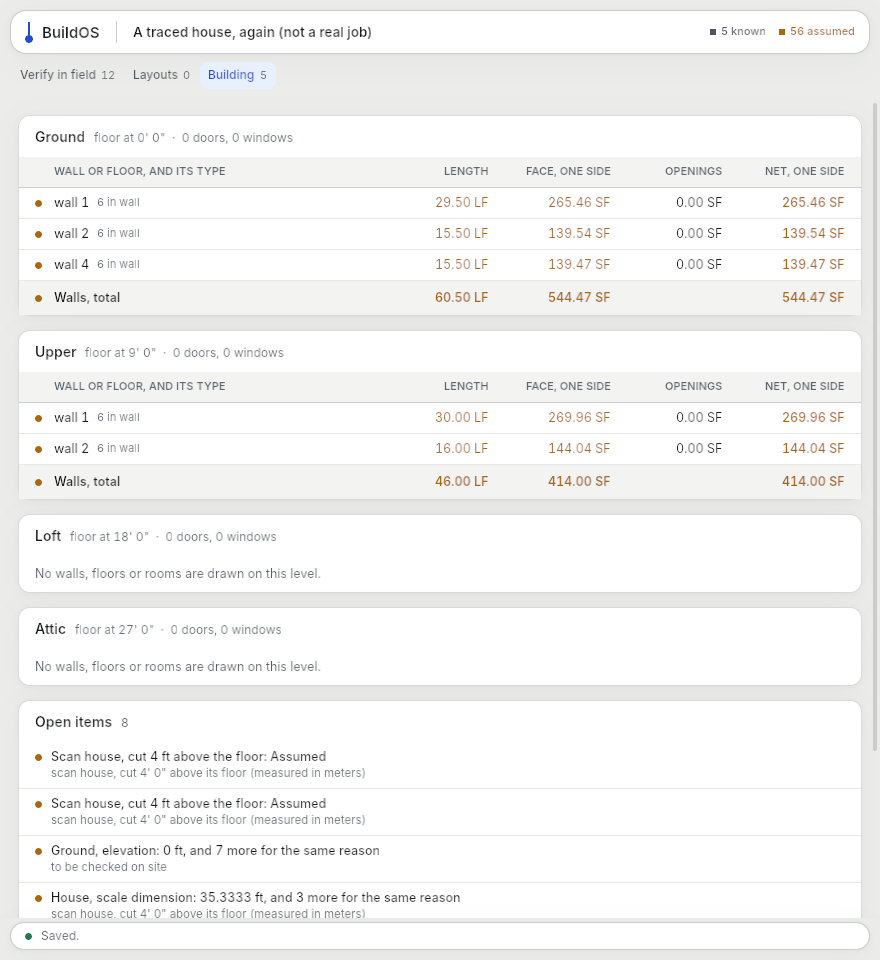 BuildOS
A traced house, again (not a real job)
5 known
56 assumed
Verify in field 12
Layouts 0
Building 5
Ground floor at 0' 0" · 0 doors, 0 windows
WALL OR FLOOR, AND ITS TYPE LENGTH FACE, ONE SIDE OPENINGS NET, ONE SIDE
wall 1 6 in wall 29.50 LF 265.46 SF 0.00 SF 265.46 SF
wall 2 6 in wall 15.50 LF 139.54 SF 0.00 SF 139.54 SF
wall 4 6 in wall 15.50 LF 139.47 SF 0.00 SF 139.47 SF
Walls, total 60.50 LF 544.47 SF 544.47 SF
Upper floor at 9' 0" · 0 doors, 0 windows
WALL OR FLOOR, AND ITS TYPE LENGTH FACE, ONE SIDE OPENINGS NET, ONE SIDE
wall 1 6 in wall 30.00 LF 269.96 SF 0.00 SF 269.96 SF
wall 2 6 in wall 16.00 LF 144.04 SF 0.00 SF 144.04 SF
Walls, total 46.00 LF 414.00 SF 414.00 SF
Loft floor at 18' 0" · 0 doors, 0 windows
No walls, floors or rooms are drawn on this level.
Attic floor at 27' 0" · 0 doors, 0 windows
No walls, floors or rooms are drawn on this level.
Open items 8
Scan house, cut 4 ft above the floor: Assumed
scan house, cut 4' 0" above its floor (measured in meters)
Scan house, cut 4 ft above the floor: Assumed
scan house, cut 4' 0" above its floor (measured in meters)
Ground, elevation: 0 ft, and 7 more for the same reason
to be checked on site
House, scale dimension: 35.3333 ft, and 3 more for the same reason
scan house, cut 4' 0" above its floor (measured in meters)
Saved.